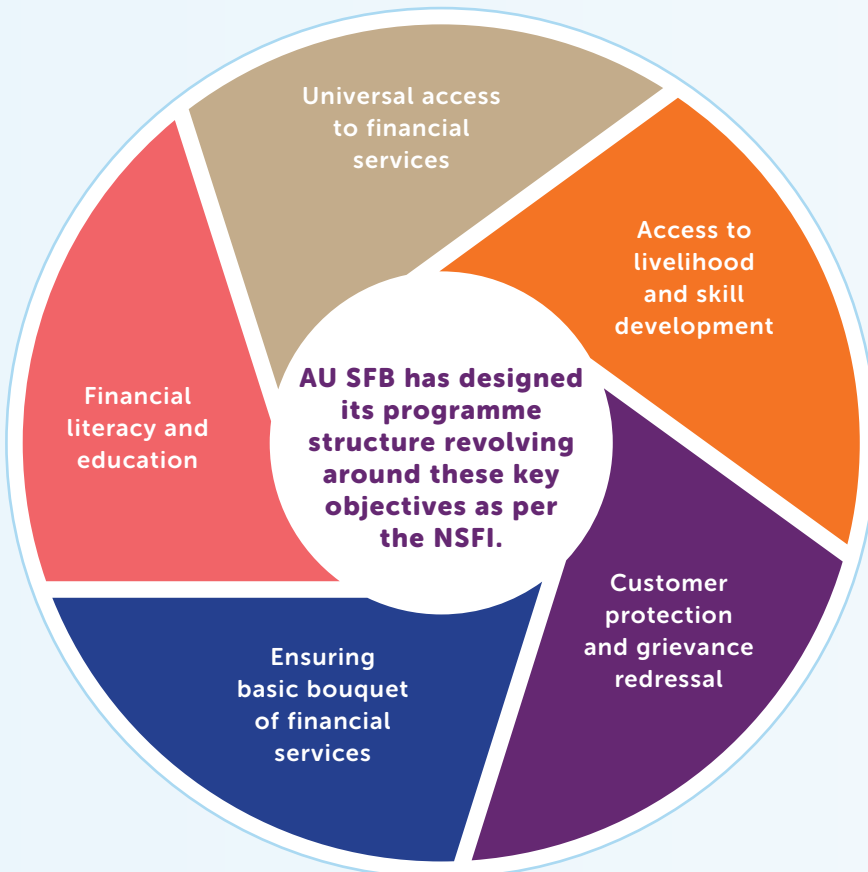 Universal access
to financial
services
Access to
livelihood
and skill
development
Customer
protection
and grievance
redressal
Ensuring
basic bouquet
of financial
services
Financial
literacy and
education
AU SFB has designed
its programme
structure revolving
around these key
objectives as per
the NSFI.